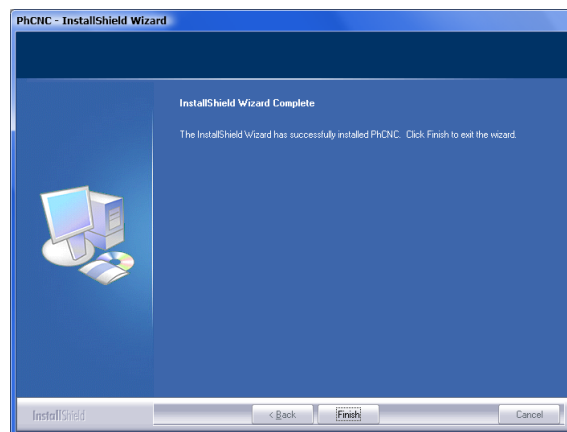 PhCNC - InstallShield Wizard
InstallShield Wizard Complete
The InstallShield Wizard has successfully installed PhCNC. Click Finish to exit the wizard.
InstallShield
< Back
Finish
Cancel